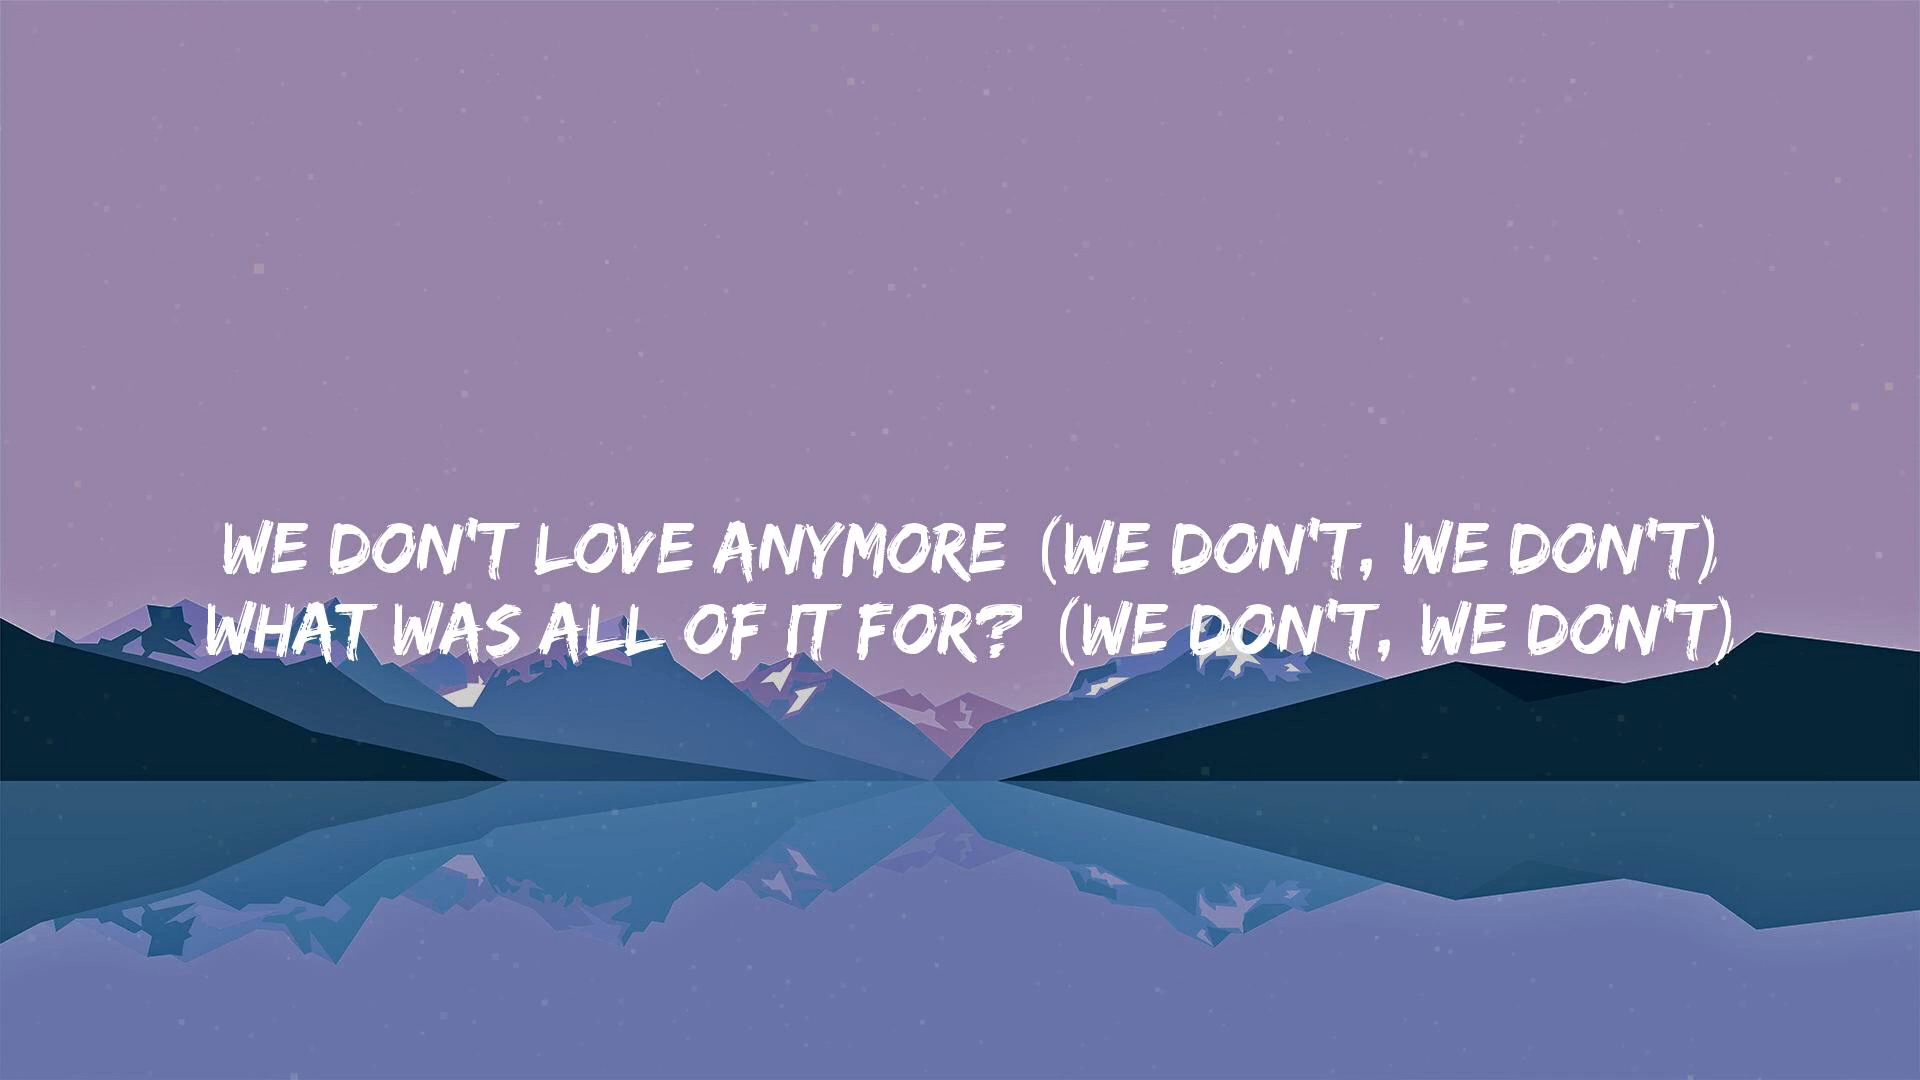 WE DON'T LOVE ANYMORE (WE DON'T, WE DON'T)
WHAT WAS ALL OF IT FOR? (WE DON'T, WE DON'T)